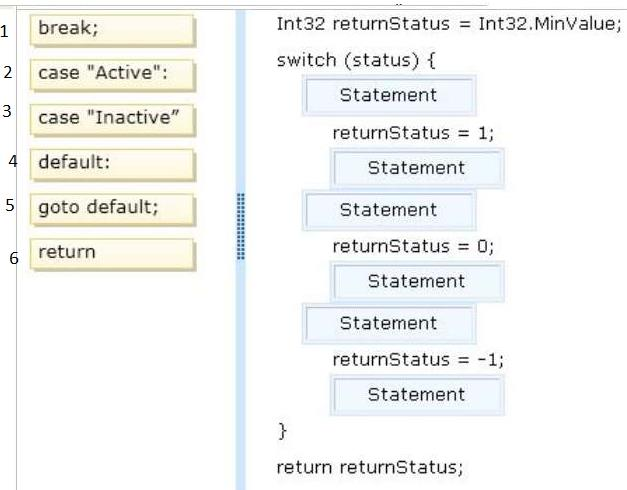 1 break;
2 case "Active":
3 case "Inactive”
4 default:
5 goto default;
6 return
Int32 returnStatus = Int32.MinValue;
switch (status) {
Statement
returnStatus = 1;
Statement
Statement
returnStatus = 0;
Statement
Statement
returnStatus = -1;
Statement
}
return returnStatus;